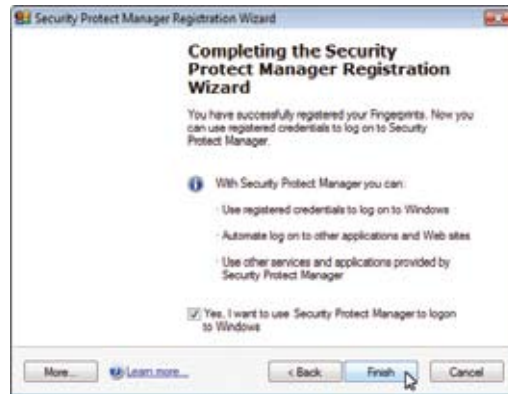 Security Protect Manager Registration Wizard
Completing the Security
Protect Manager Registration
Wizard
You have successfully registered your Fingerprints. Now you
can use registered credentials to log on to Security
Protect Manager.
With Security Protect Manager you can:
· Use registered credentials to log on to Windows
· Automate log on to other applications and Web sites
· Use other services and applications provided by
Security Protect Manager
Yes, I want to use Security Protect Manager to logon
to Windows
More...
Learn more...
< Back
Finish
Cancel